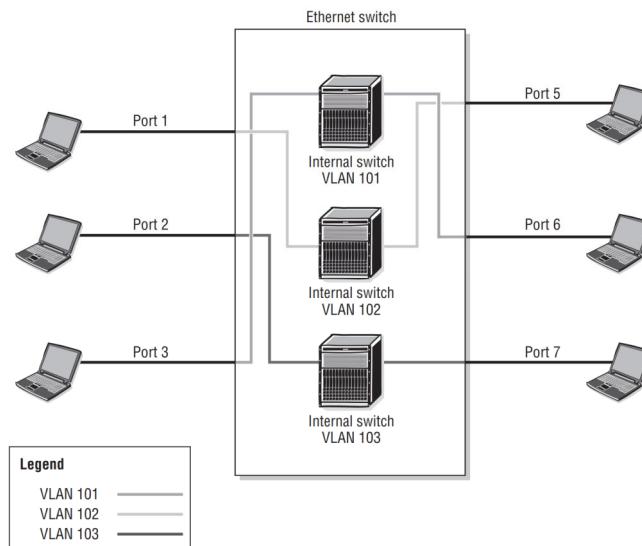 Ethernet switch
Port 1
Port 5
Internal switch
VLAN 101
Port 2
Port 6
Internal switch
VLAN 102
Port 3
Port 7
Internal switch
VLAN 103
Legend
VLAN 101
VLAN 102
VLAN 103